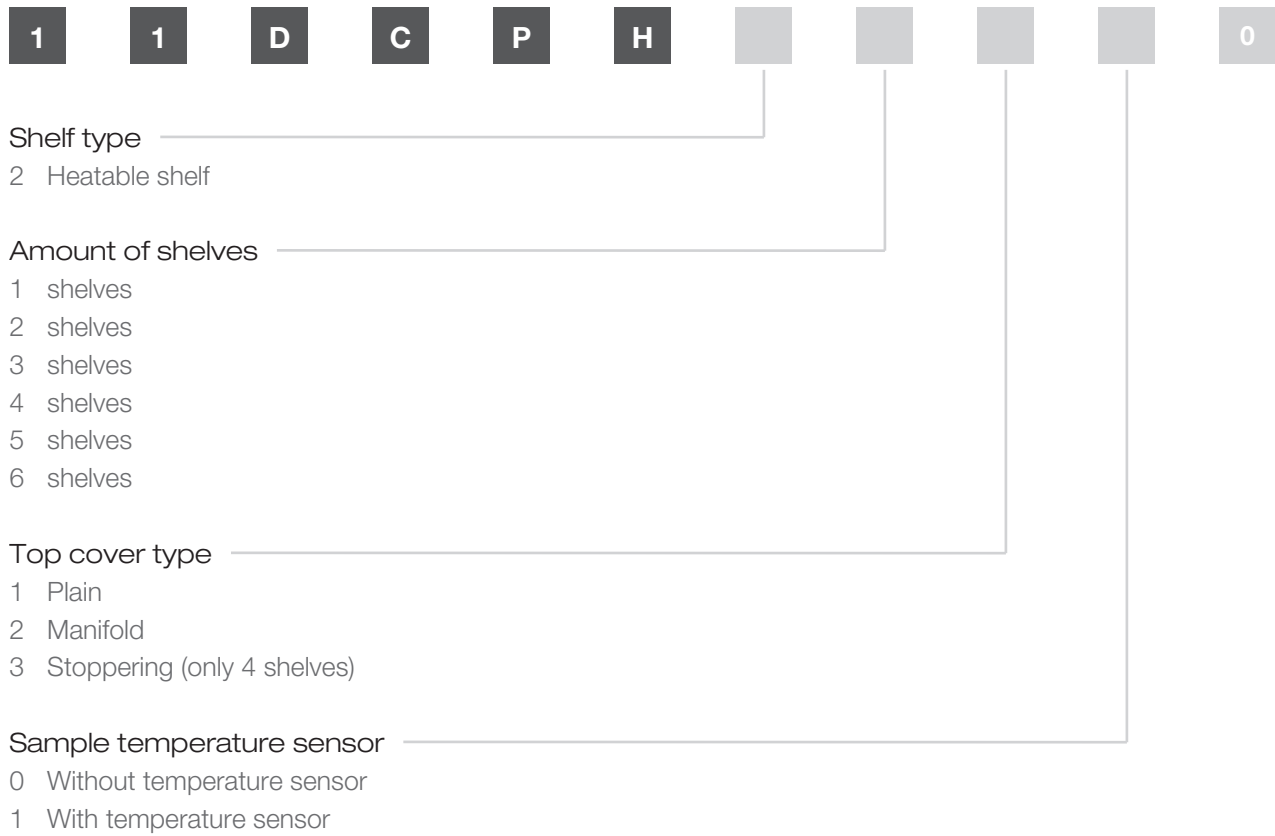 1 1 D C P H 0
Shelf type
2 Heatable shelf
Amount of shelves
1 shelves
2 shelves
3 shelves
4 shelves
5 shelves
6 shelves
Top cover type
1 Plain
2 Manifold
3 Stoppering (only 4 shelves)
Sample temperature sensor
0 Without temperature sensor
1 With temperature sensor